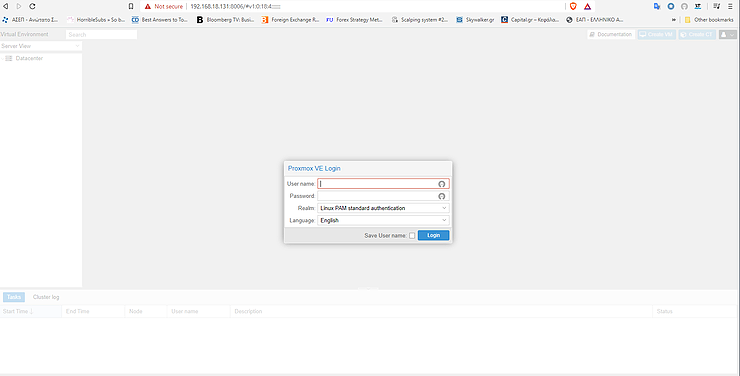 Not secure 192.168.18.131:8006/#v1:0:18:4:::::
ΑΣΕΠ – Ανώτατο Σ... HorribleSubs » So b... Best Answers to To... Bloomberg TV: Busi... Foreign Exchange R... Forex Strategy Met... Scalping system #2... Skywalker.gr Capital.gr – Κεφάλα... ΕΑΠ – ΕΛΛΗΝΙΚΟ Α... » Other bookmarks
Virtual Environment Search Documentation Create VM Create CT
Server View
Datacenter
Proxmox VE Login
User name:
Password:
Realm: Linux PAM standard authentication
Language: English
Save User name: Login
Tasks Cluster log
Start Time End Time Node User name Description Status